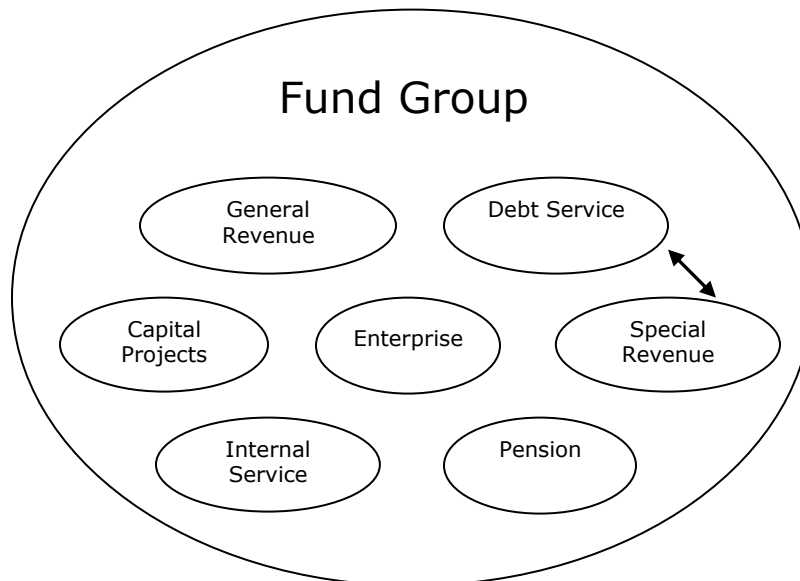 Fund Group
General
Revenue
Debt Service
Capital
Projects
Enterprise
Special
Revenue
Internal
Service
Pension